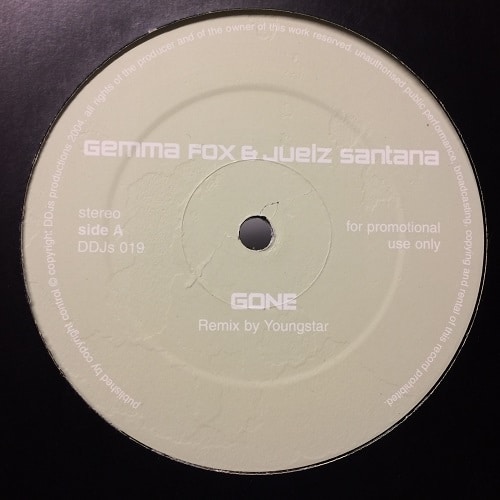 published by copyright control © copyright DDJs productions 2004. all rights of the producer and of the owner of this work reserved. unauthorised public performance, broadcasting, copying and rental of this record prohibited.
Gemma Fox & Juelz Santana
stereo
side A
DDJs 019
for promotional
use only
GONE
Remix by Youngstar